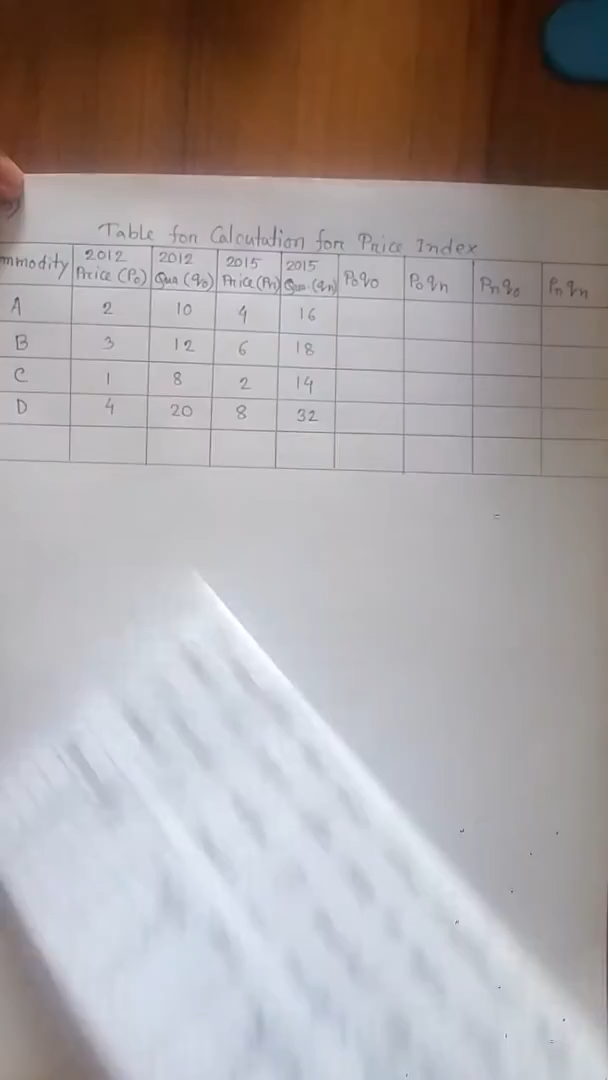 Table for Calculation for Price Index
mmodity 2012 Price (P₀) 2012 Qua (q₀) 2015 Price (Pn) 2015 Qua. (qn) P₀q₀ P₀qn Pnq₀ Pnqn
A 2 10 4 16
B 3 12 6 18
C 1 8 2 14
D 4 20 8 32